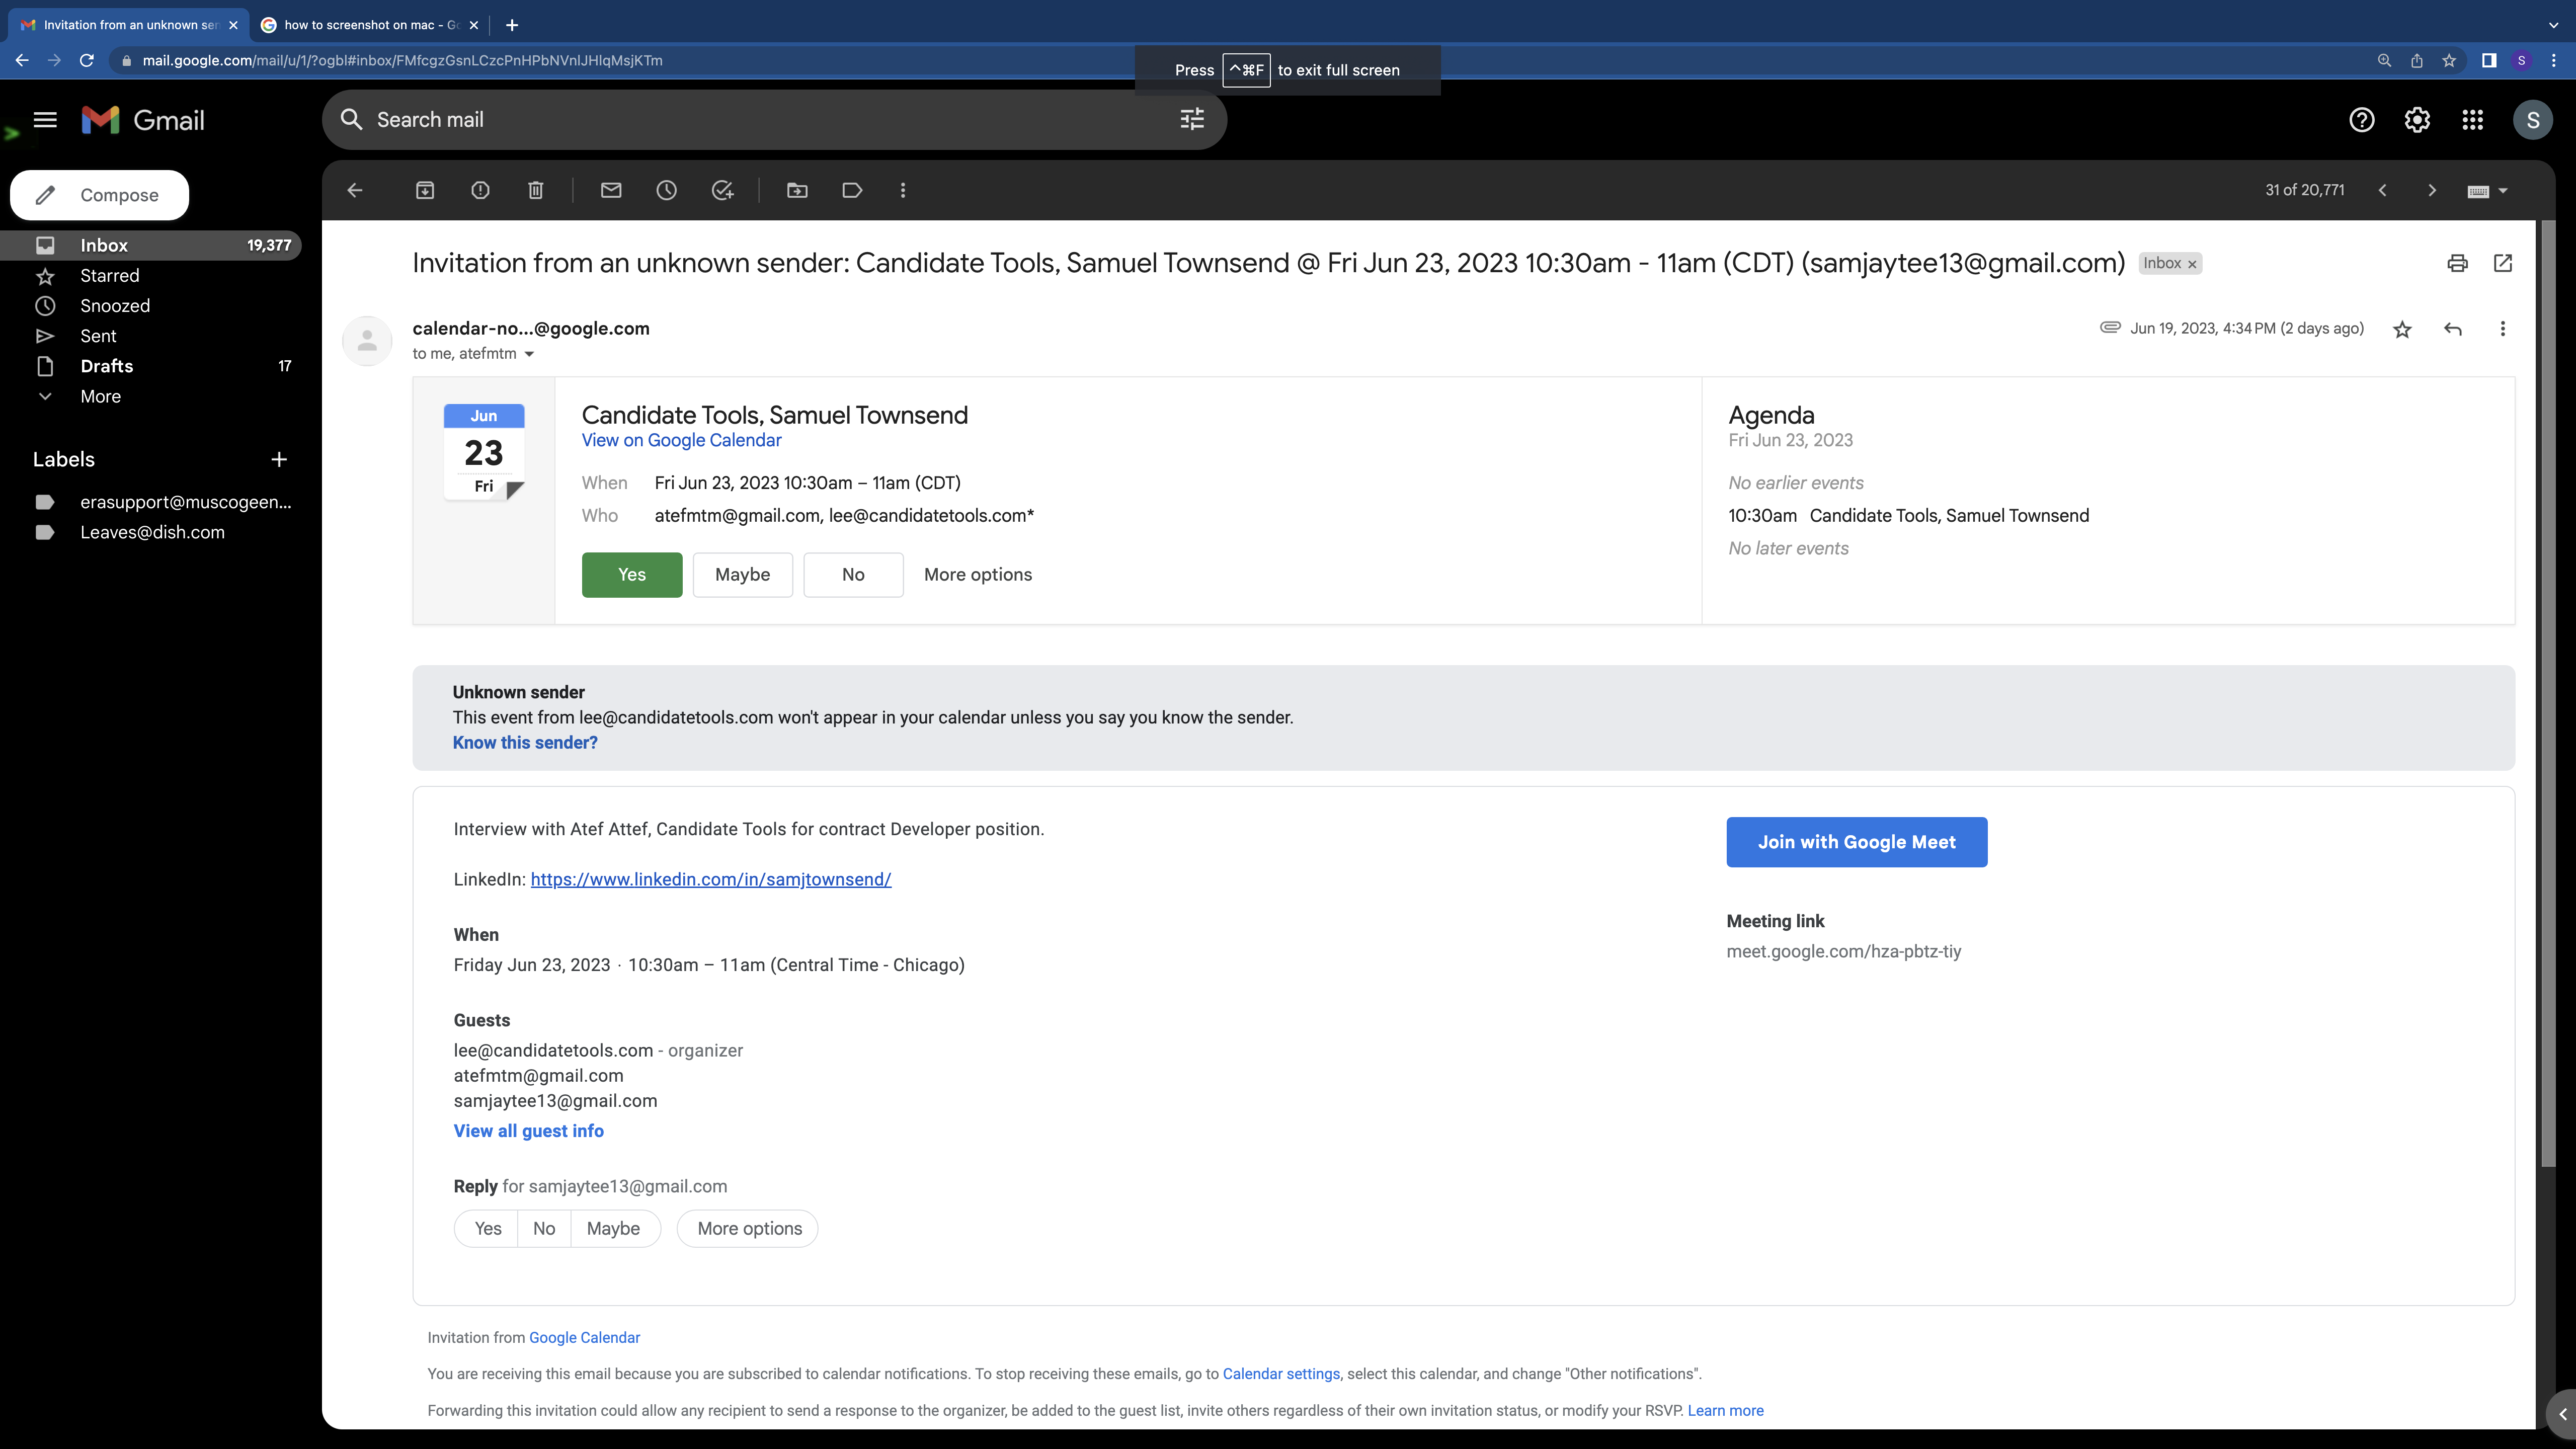 Invitation from an unknown sen
how to screenshot on mac - Go
mail.google.com/mail/u/1/?ogbl#inbox/FMfcgzGsnLCzcPnHPbNVnlJHlqMsjKTm
S
Press ^⌘F to exit full screen
Gmail
Search mail
S
Compose
31 of 20,771
Inbox 19,377
Starred
Snoozed
Sent
Drafts 17
More
Labels
erasupport@muscogeen...
Leaves@dish.com
Invitation from an unknown sender: Candidate Tools, Samuel Townsend @ Fri Jun 23, 2023 10:30am - 11am (CDT) (samjaytee13@gmail.com) Inbox
calendar-no...@google.com
to me, atefmtm
Jun 19, 2023, 4:34 PM (2 days ago)
Jun
23
Fri
Candidate Tools, Samuel Townsend
View on Google Calendar
When Fri Jun 23, 2023 10:30am – 11am (CDT)
Who atefmtm@gmail.com, lee@candidatetools.com*
Yes Maybe No More options
Agenda
Fri Jun 23, 2023
No earlier events
10:30am Candidate Tools, Samuel Townsend
No later events
Unknown sender
This event from lee@candidatetools.com won't appear in your calendar unless you say you know the sender.
Know this sender?
Interview with Atef Attef, Candidate Tools for contract Developer position.
LinkedIn: https://www.linkedin.com/in/samjtownsend/
When
Friday Jun 23, 2023 · 10:30am – 11am (Central Time - Chicago)
Guests
lee@candidatetools.com - organizer
atefmtm@gmail.com
samjaytee13@gmail.com
View all guest info
Reply for samjaytee13@gmail.com
Yes No Maybe More options
Join with Google Meet
Meeting link
meet.google.com/hza-pbtz-tiy
Invitation from Google Calendar
You are receiving this email because you are subscribed to calendar notifications. To stop receiving these emails, go to Calendar settings, select this calendar, and change "Other notifications".
Forwarding this invitation could allow any recipient to send a response to the organizer, be added to the guest list, invite others regardless of their own invitation status, or modify your RSVP. Learn more